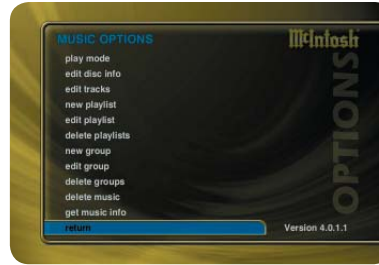 MUSIC OPTIONS
McIntosh
play mode
edit disc info
edit tracks
new playlist
edit playlist
delete playlists
new group
edit group
delete groups
delete music
get music info
return
Version 4.0.1.1
OPTIONS